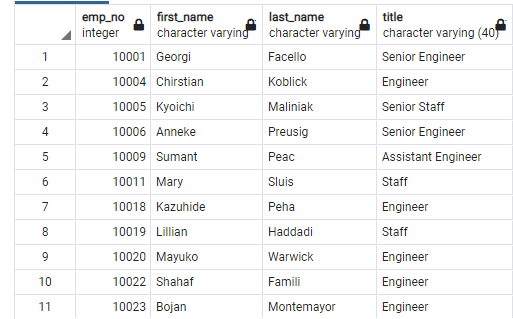 emp_no first_name last_name title
integer character varying character varying character varying (40)
1 10001 Georgi Facello Senior Engineer
2 10004 Chirstian Koblick Engineer
3 10005 Kyoichi Maliniak Senior Staff
4 10006 Anneke Preusig Senior Engineer
5 10009 Sumant Peac Assistant Engineer
6 10011 Mary Sluis Staff
7 10018 Kazuhide Peha Engineer
8 10019 Lillian Haddadi Staff
9 10020 Mayuko Warwick Engineer
10 10022 Shahaf Famili Engineer
11 10023 Bojan Montemayor Engineer